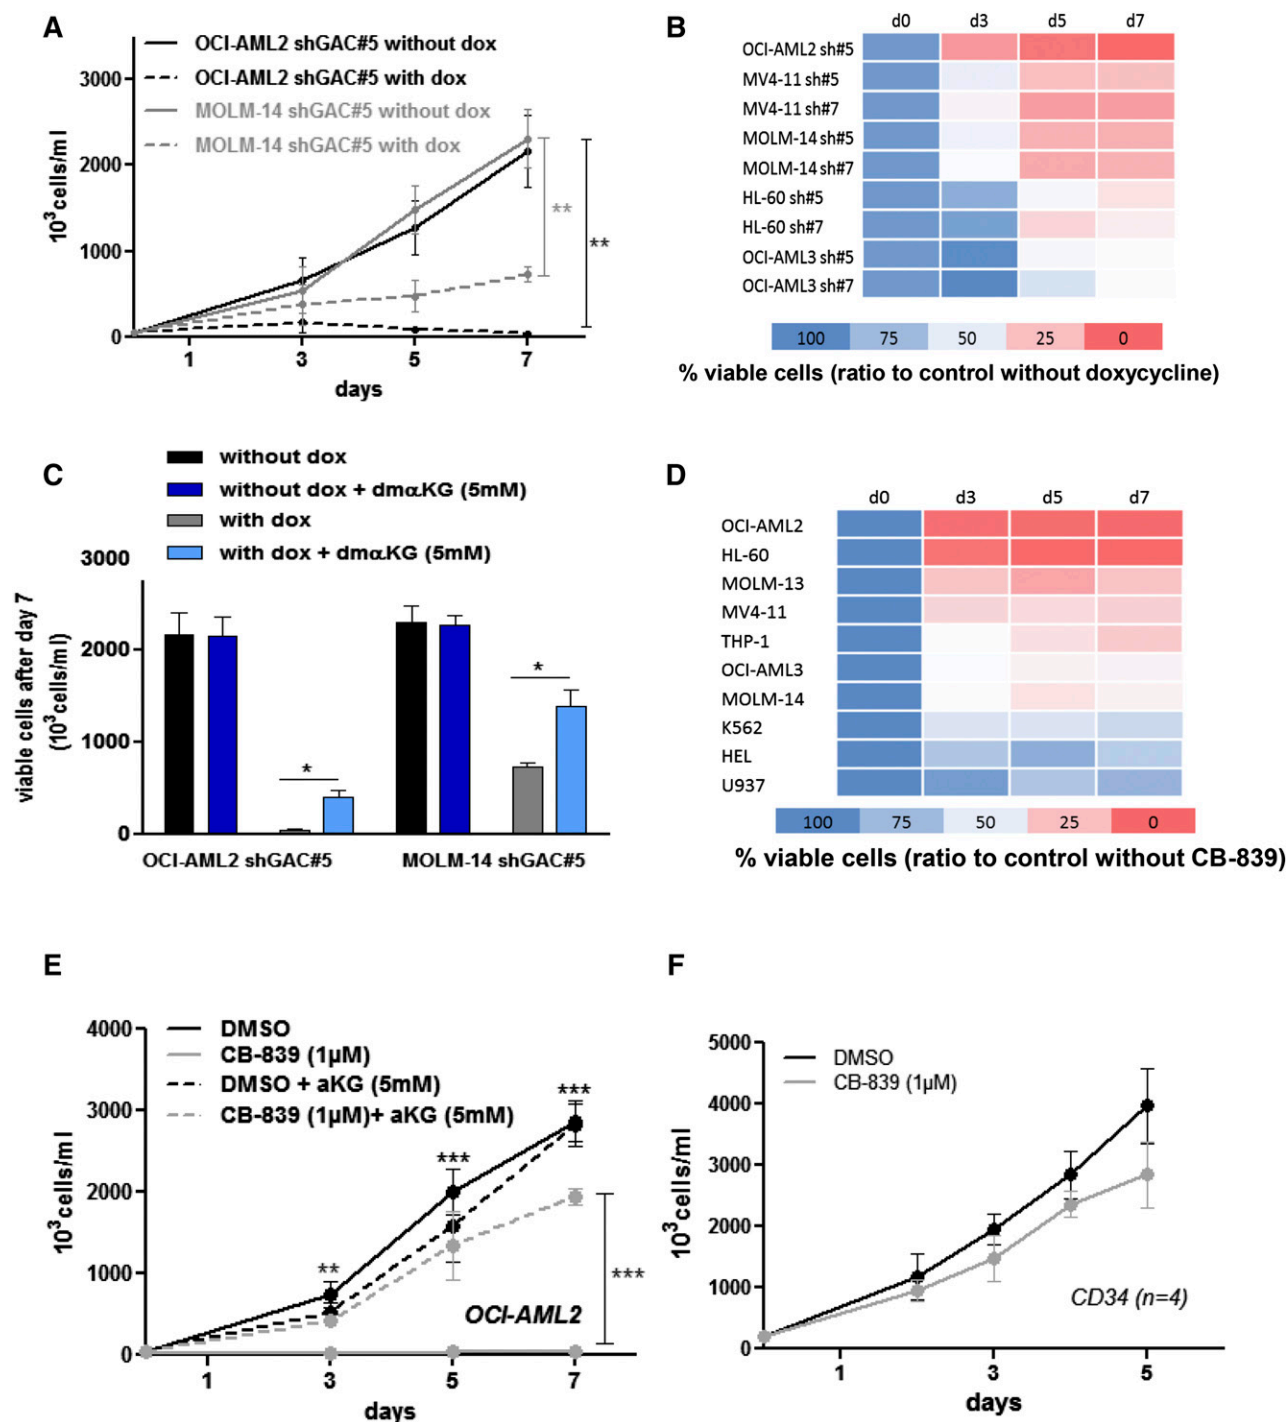 A
OCI-AML2 shGAC#5 without dox
OCI-AML2 shGAC#5 with dox
MOLM-14 shGAC#5 without dox
MOLM-14 shGAC#5 with dox
10³cells/ml
3000
2000
1000
0
1 3 5 7
days
**
**
B
d0 d3 d5 d7
OCI-AML2 sh#5
MV4-11 sh#5
MV4-11 sh#7
MOLM-14 sh#5
MOLM-14 sh#7
HL-60 sh#5
HL-60 sh#7
OCI-AML3 sh#5
OCI-AML3 sh#7
100 75 50 25 0
% viable cells (ratio to control without doxycycline)
C
without dox
without dox + dmαKG (5mM)
with dox
with dox + dmαKG (5mM)
viable cells after day 7
(10³cells/ml)
3000
2000
1000
0
*
*
OCI-AML2 shGAC#5 MOLM-14 shGAC#5
D
d0 d3 d5 d7
OCI-AML2
HL-60
MOLM-13
MV4-11
THP-1
OCI-AML3
MOLM-14
K562
HEL
U937
100 75 50 25 0
% viable cells (ratio to control without CB-839)
E
DMSO
CB-839 (1µM)
DMSO + aKG (5mM)
CB-839 (1µM)+ aKG (5mM)
10³cells/ml
4000
3000
2000
1000
0
**
***
***
***
OCI-AML2
1 3 5 7
days
F
DMSO
CB-839 (1µM)
10³cells/ml
5000
4000
3000
2000
1000
0
CD34 (n=4)
1 3 5
days